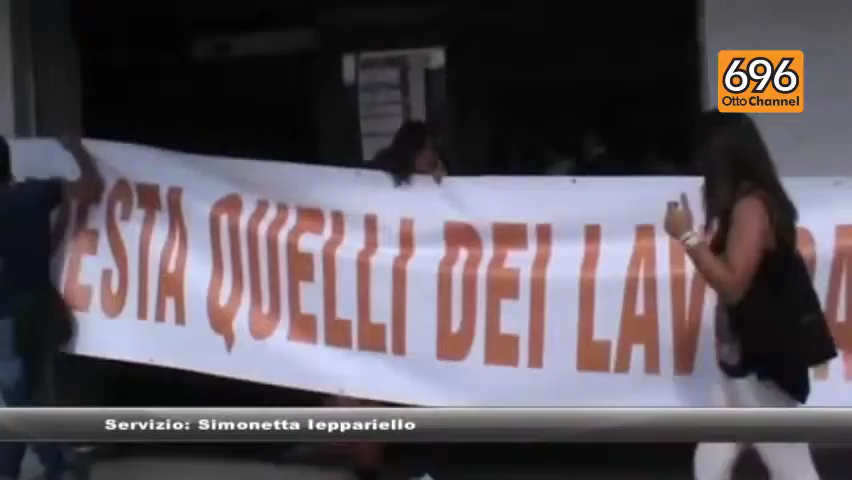 696
Otto Channel
ESTA QUELLI DEI LAV
Servizio: Simonetta Ieppariello